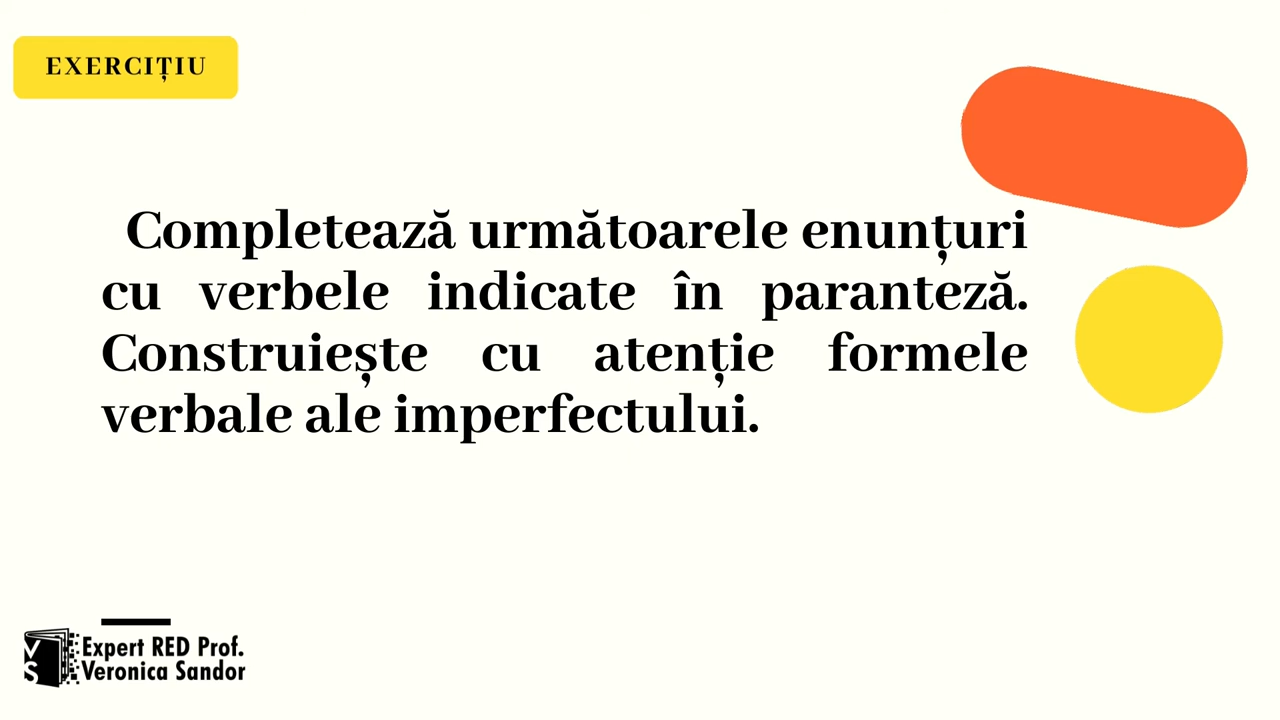 EXERCIȚIU
Completează următoarele enunțuri
cu verbele indicate în paranteză.
Construiește cu atenție formele
verbale ale imperfectului.
VS
Expert RED Prof.
Veronica Sandor